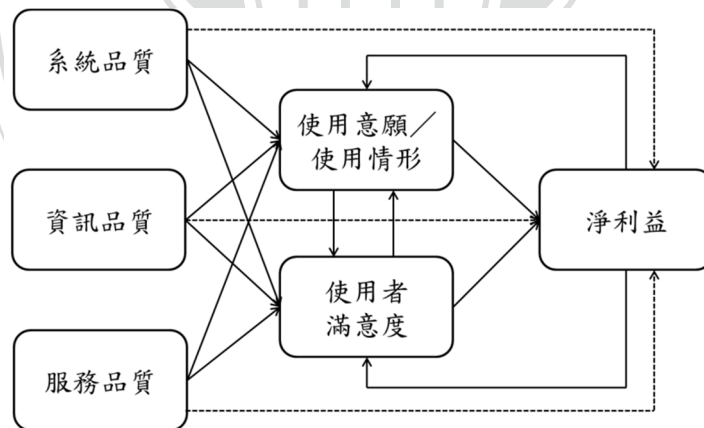 系統品質
使用意願／
使用情形
資訊品質
淨利益
使用者
滿意度
服務品質